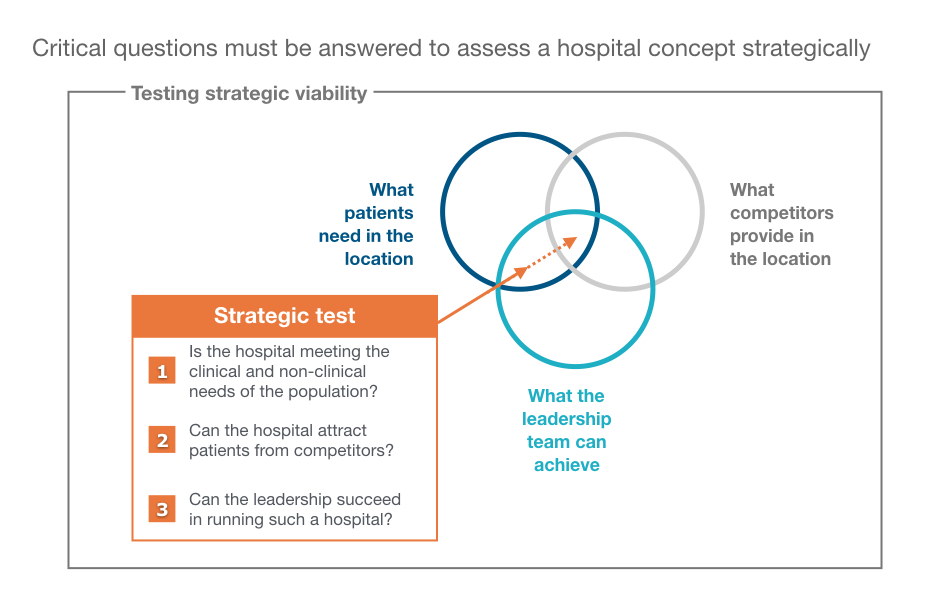 Critical questions must be answered to assess a hospital concept strategically
Testing strategic viability
What
patients
need in the
location
What
competitors
provide in
the location
Strategic test
1
Is the hospital meeting the
clinical and non-clinical
needs of the population?
2
Can the hospital attract
patients from competitors?
3
Can the leadership succeed
in running such a hospital?
What the
leadership
team can
achieve